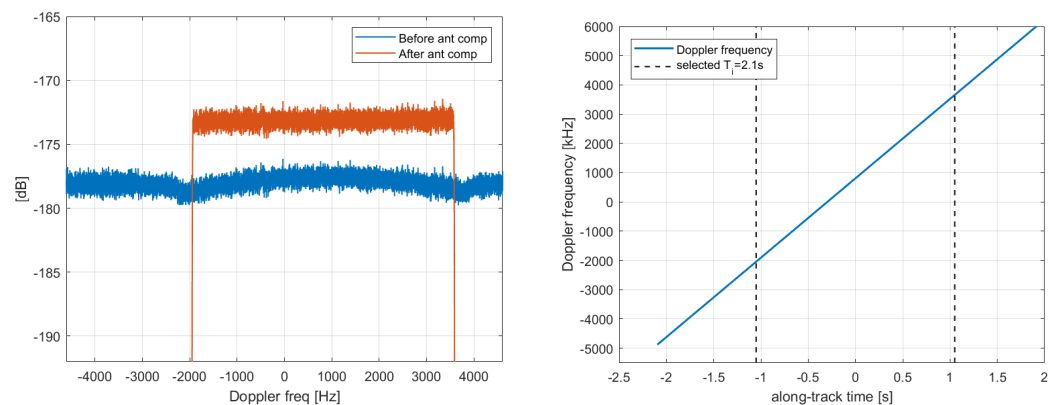 -165
-170
-175
-180
-185
-190
[dB]
Before ant comp
After ant comp
-4000 -3000 -2000 -1000 0 1000 2000 3000 4000
Doppler freq [Hz]
6000
5000
4000
3000
2000
1000
0
-1000
-2000
-3000
-4000
-5000
Doppler frequency [kHz]
Doppler frequency
selected T_i=2.1s
-2.5 -2 -1.5 -1 -0.5 0 0.5 1 1.5 2
along-track time [s]